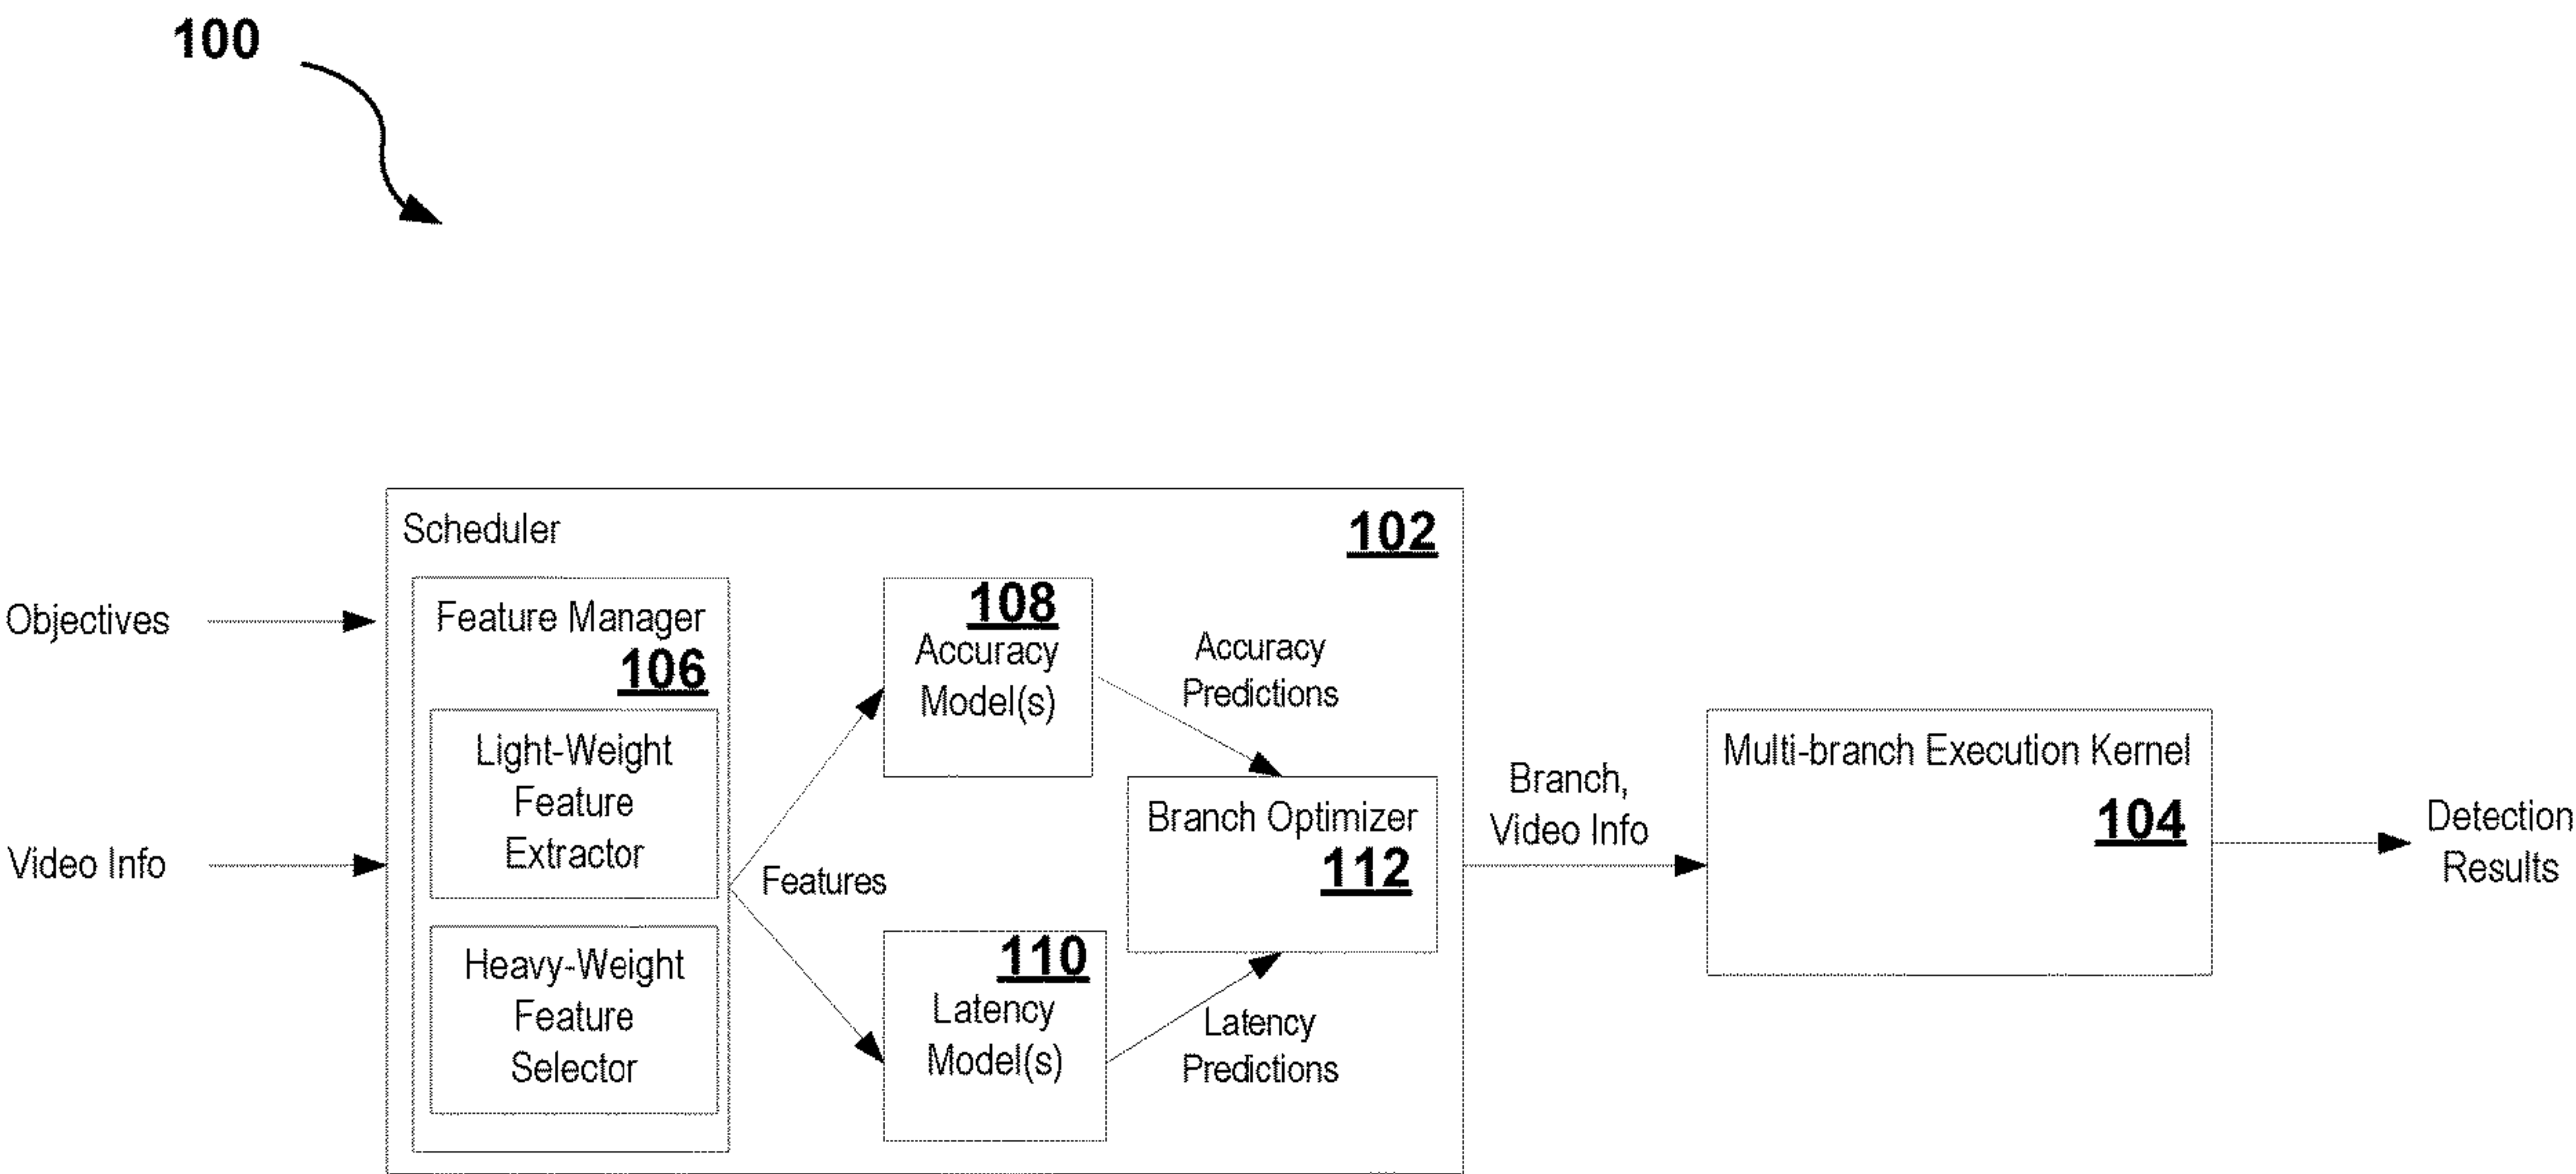 100
Scheduler
102
Objectives
Video Info
Feature Manager
106
Light-Weight
Feature
Extractor
Heavy-Weight
Feature
Selector
Features
108
Accuracy
Model(s)
110
Latency
Model(s)
Accuracy
Predictions
Latency
Predictions
Branch Optimizer
112
Branch,
Video Info
Multi-branch Execution Kernel
104
Detection
Results